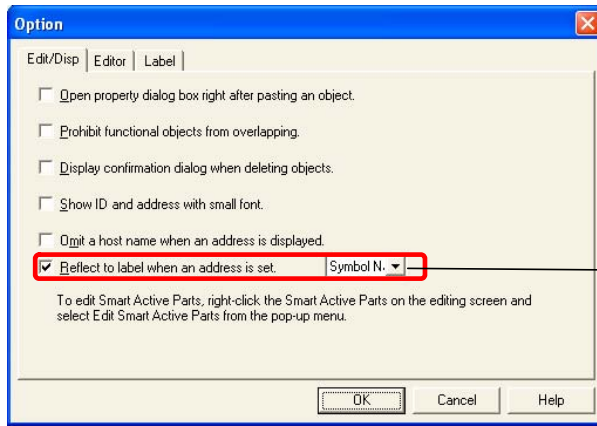 Option
Edit/Disp Editor Label
Open property dialog box right after pasting an object.
Prohibit functional objects from overlapping.
Display confirmation dialog when deleting objects.
Show ID and address with small font.
Omit a host name when an address is displayed.
Reflect to label when an address is set. Symbol N.
To edit Smart Active Parts, right-click the Smart Active Parts on the editing screen and
select Edit Smart Active Parts from the pop-up menu.
OK Cancel Help